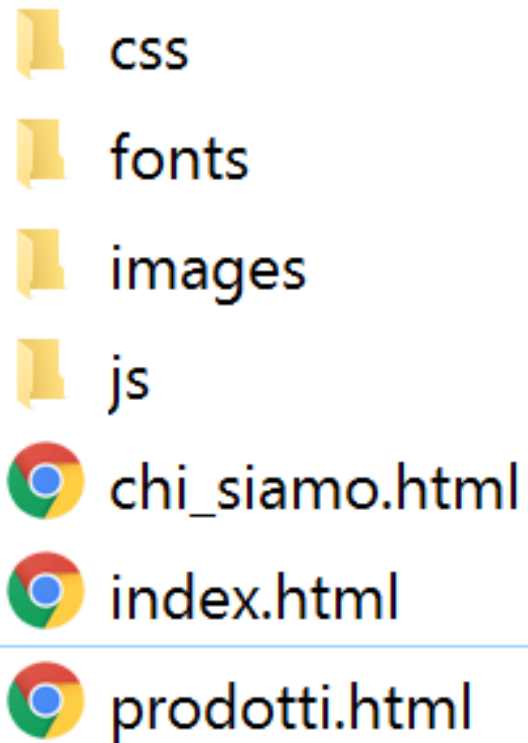 css
fonts
images
js
chi_siamo.html
index.html
prodotti.html